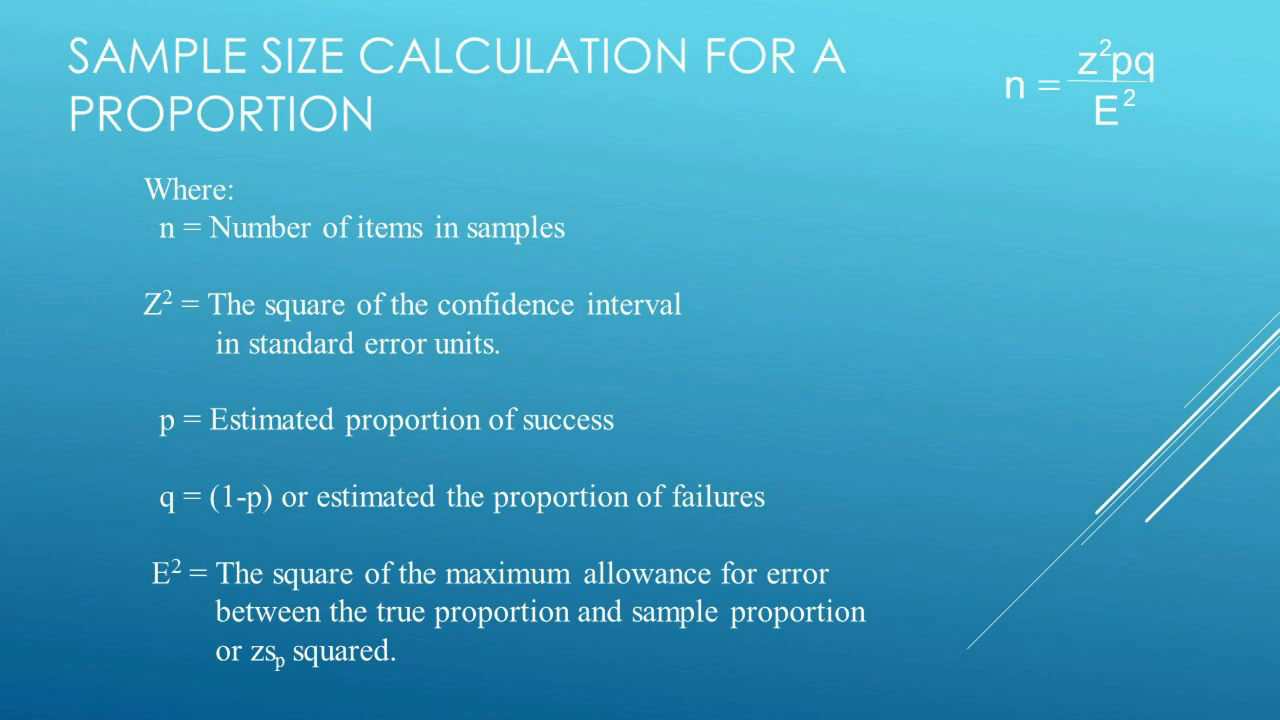 SAMPLE SIZE CALCULATION FOR A
PROPORTION
n = z²pq / E²
Where:
n = Number of items in samples
Z² = The square of the confidence interval
in standard error units.
p = Estimated proportion of success
q = (1-p) or estimated the proportion of failures
E² = The square of the maximum allowance for error
between the true proportion and sample proportion
or zsₚ squared.